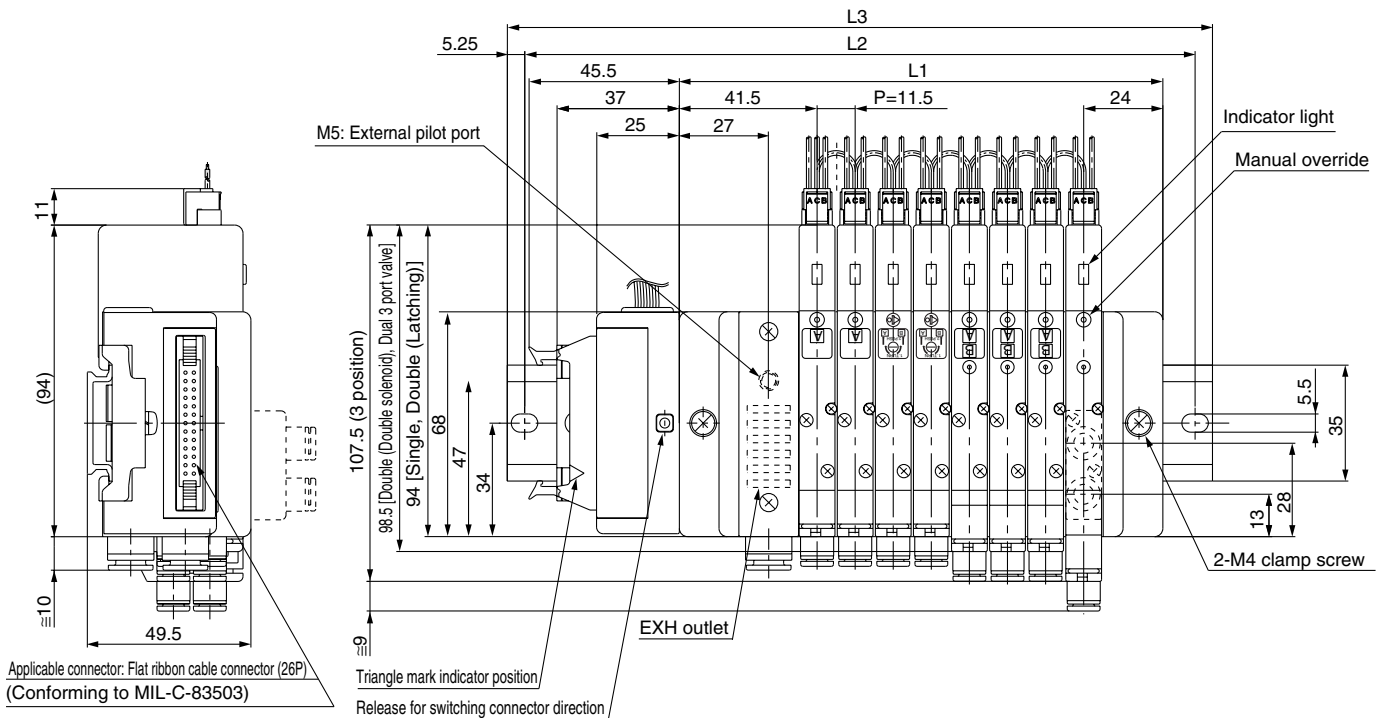 L3
5.25
L2
45.5
L1
37
41.5
P=11.5
24
25
27
M5: External pilot port
Indicator light
Manual override
11
ACB ACB ACB ACB ACB ACB ACB ACB
(94)
107.5 (3 position)
98.5 [Double (Double solenoid), Dual 3 port valve]
94 [Single, Double (Latching)]
68
47
34
5.5
35
28
13
≅10
49.5
≅9
2-M4 clamp screw
EXH outlet
Applicable connector: Flat ribbon cable connector (26P)
(Conforming to MIL-C-83503)
Triangle mark indicator position
Release for switching connector direction